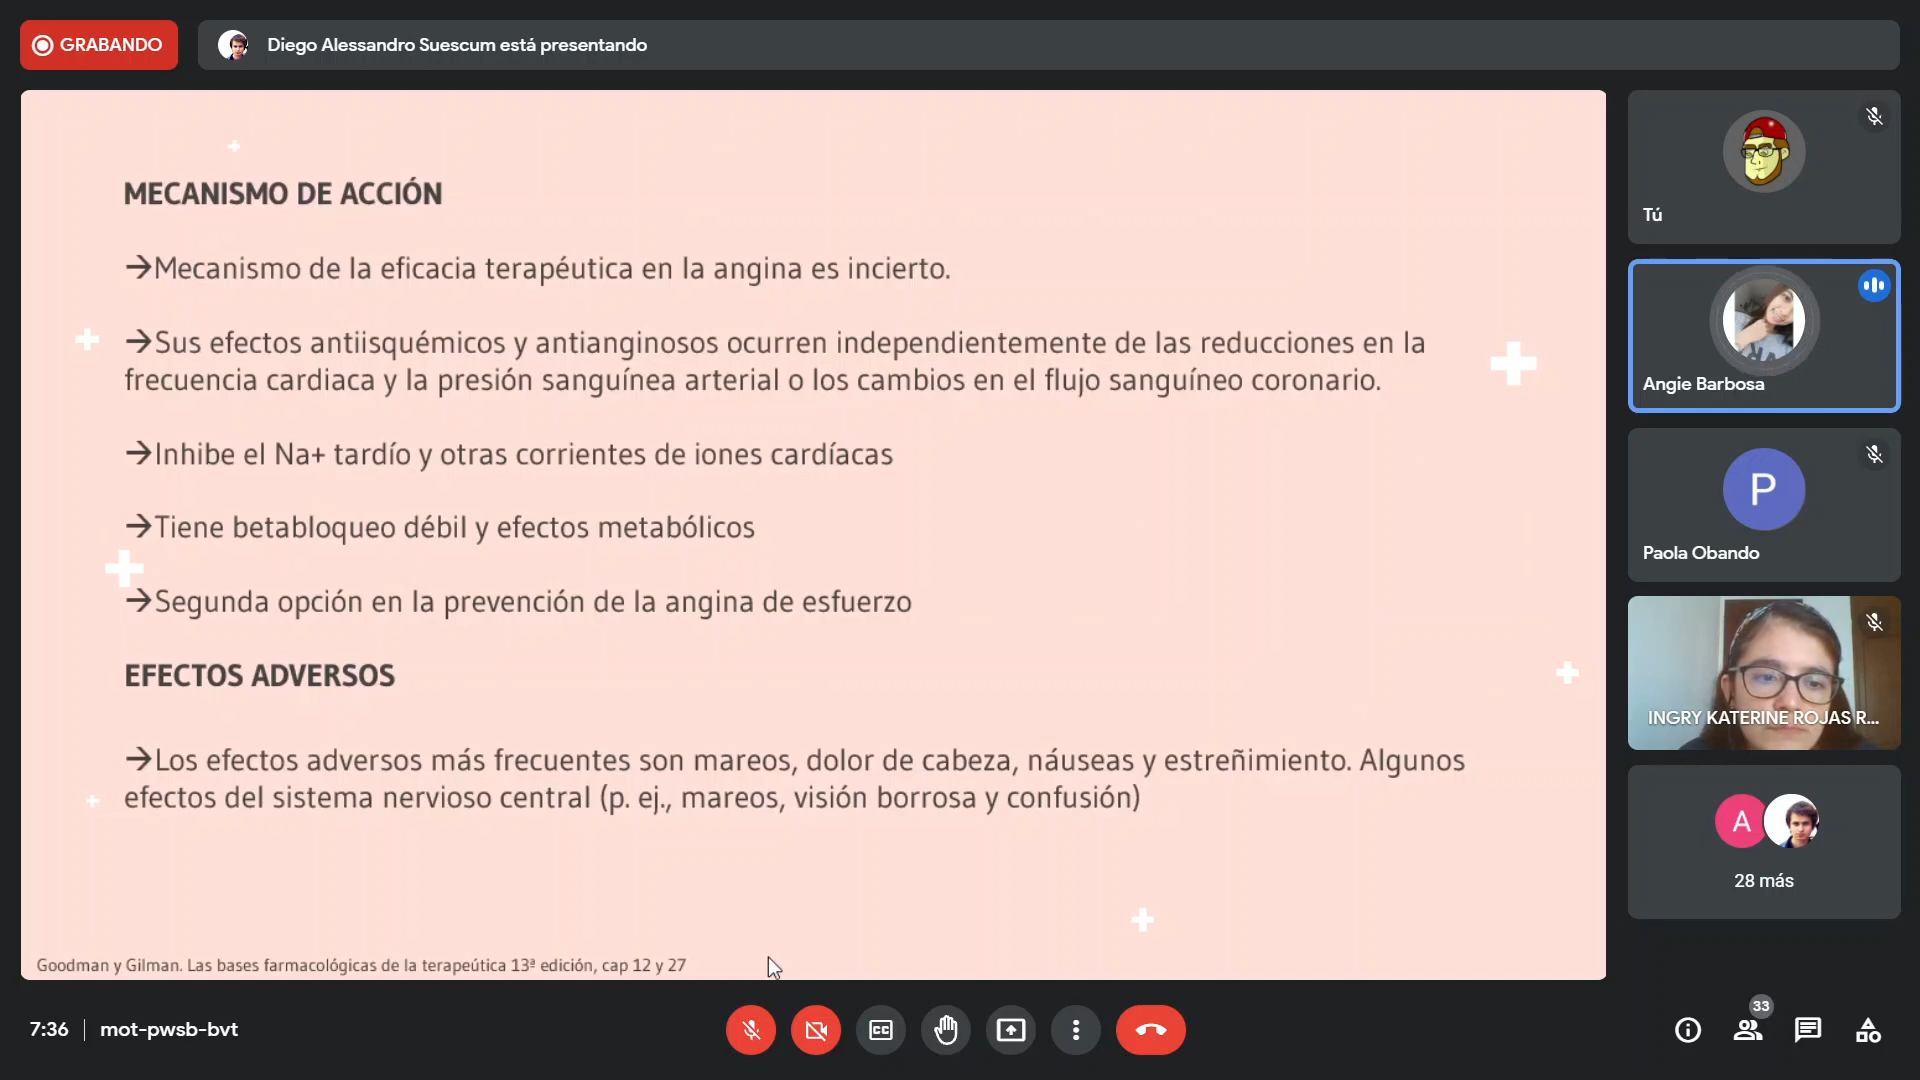 GRABANDO
Diego Alessandro Suescum está presentando
MECANISMO DE ACCIÓN
→Mecanismo de la eficacia terapéutica en la angina es incierto.
→Sus efectos antiisquémicos y antianginosos ocurren independientemente de las reducciones en la
frecuencia cardiaca y la presión sanguínea arterial o los cambios en el flujo sanguíneo coronario.
→Inhibe el Na+ tardío y otras corrientes de iones cardíacas
→Tiene betabloqueo débil y efectos metabólicos
→Segunda opción en la prevención de la angina de esfuerzo
EFECTOS ADVERSOS
→Los efectos adversos más frecuentes son mareos, dolor de cabeza, náuseas y estreñimiento. Algunos
efectos del sistema nervioso central (p. ej., mareos, visión borrosa y confusión)
Goodman y Gilman. Las bases farmacológicas de la terapeútica 13ª edición, cap 12 y 27
Tú
Angie Barbosa
P
Paola Obando
INGRY KATERINE ROJAS R...
A
28 más
7:36
mot-pwsb-bvt
CC
33